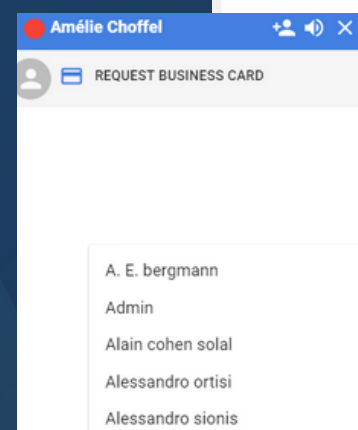 Amélie Choffel
REQUEST BUSINESS CARD
A. E. bergmann
Admin
Alain cohen solal
Alessandro ortisi
Alessandro sionis